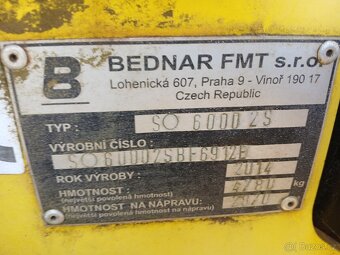 B BEDNAR FMT s.r.o.
Lohenická 607, Praha 9 - Vinoř 190 17
Czech Republic
TYP: SO 6000 ZS
VÝROBNÍ ČÍSLO:
ROK VÝROBY: 2014
HMOTNOST: kg
(největší povolená hmotnost)
HMOTNOST NA NÁPRAVU:
(největší povolená hmotnost na nápravu)